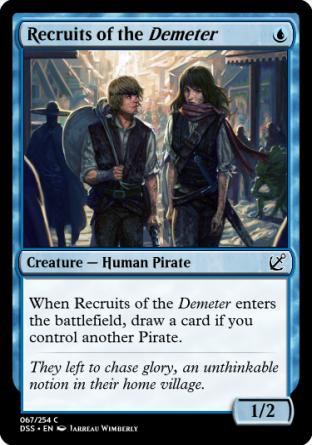 Recruits of the Demeter
Creature — Human Pirate
When Recruits of the Demeter enters
the battlefield, draw a card if you
control another Pirate.
They left to chase glory, an unthinkable
notion in their home village.
1/2
067/254 C
DSS • EN Jarreau Wimberly